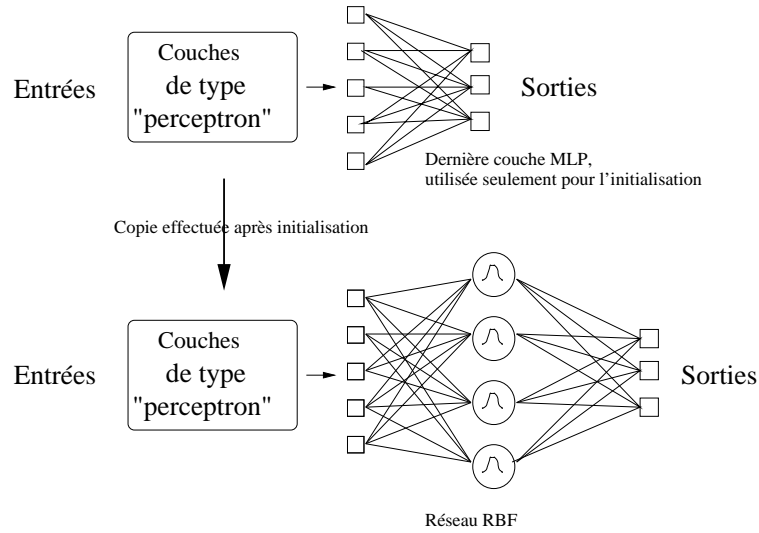 Entrées
Couches
de type
"perceptron"
Sorties
Dernière couche MLP,
utilisée seulement pour l'initialisation
Copie effectuée après initialisation
Entrées
Couches
de type
"perceptron"
Sorties
Réseau RBF